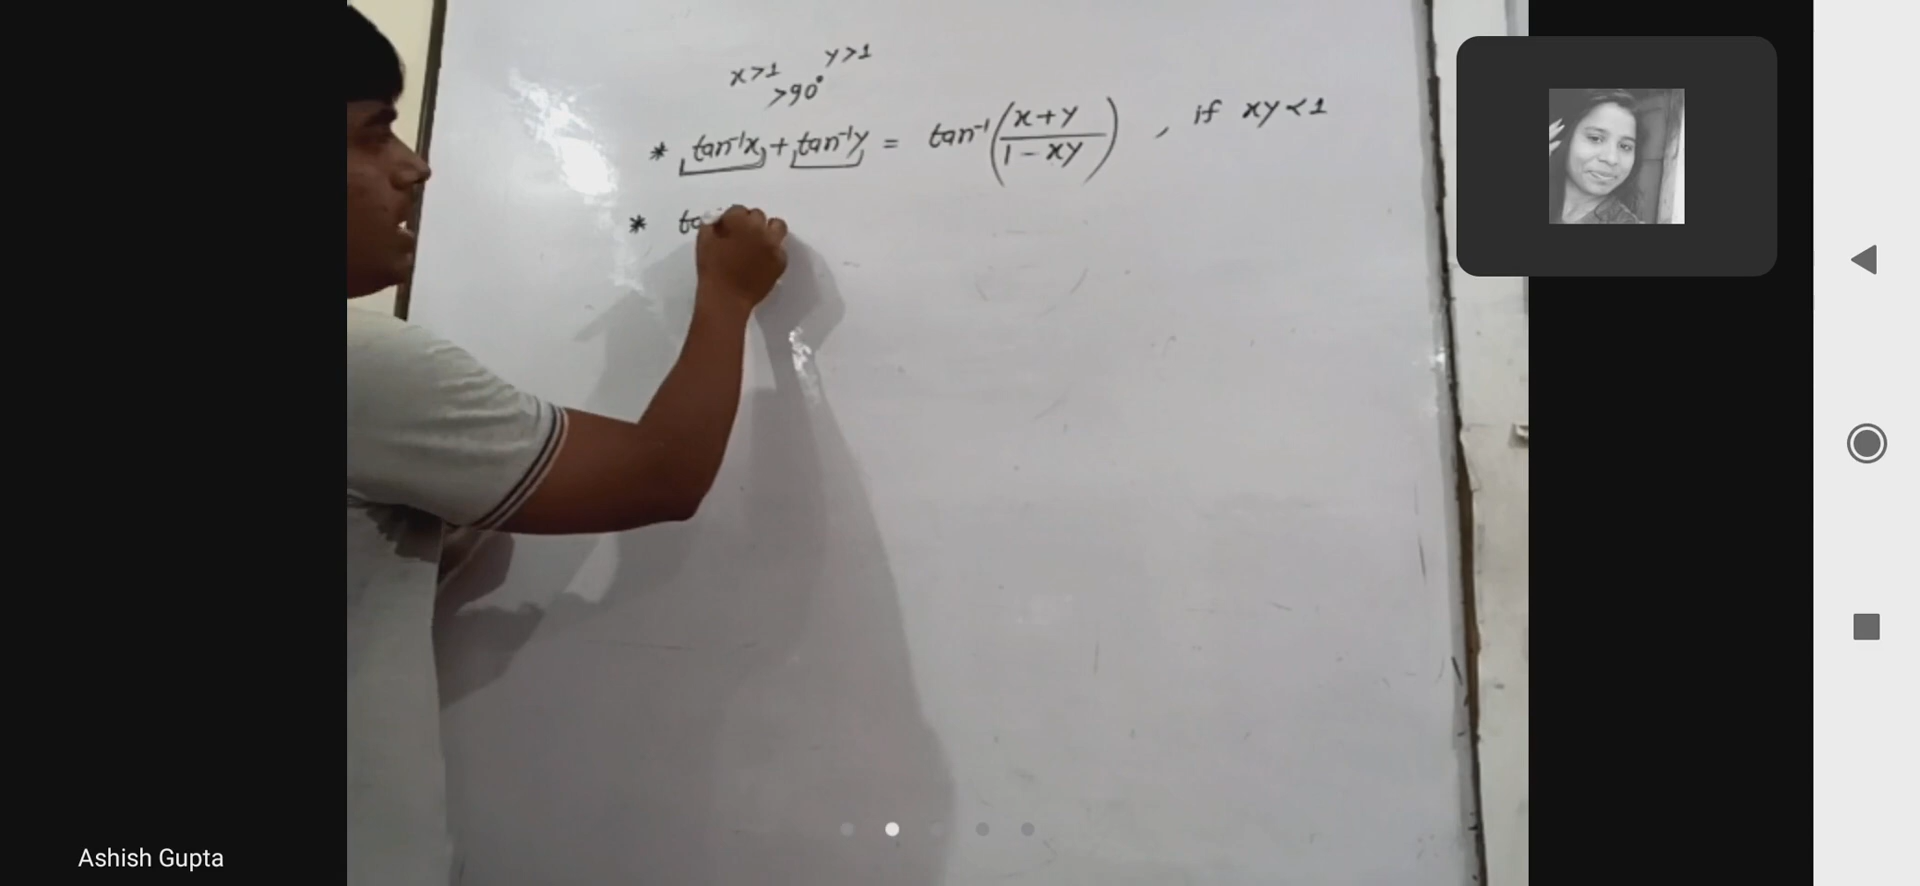 x>1 y>1
>90°
* tan⁻¹x + tan⁻¹y = tan⁻¹(x+y / 1-xy) , if xy<1
*
Ashish Gupta